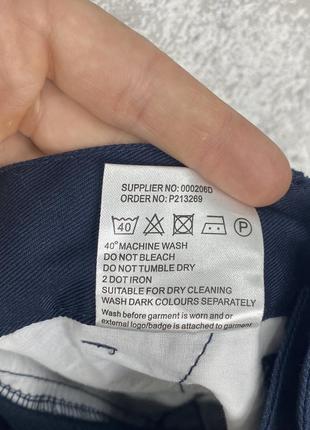 SUPPLIER NO: 000206D
ORDER NO: P213269
40 P
40° MACHINE WASH
DO NOT BLEACH
DO NOT TUMBLE DRY
2 DOT IRON
SUITABLE FOR DRY CLEANING
WASH DARK COLOURS SEPARATELY
Wash before garment is worn and or
external logo/badge is attached to garment